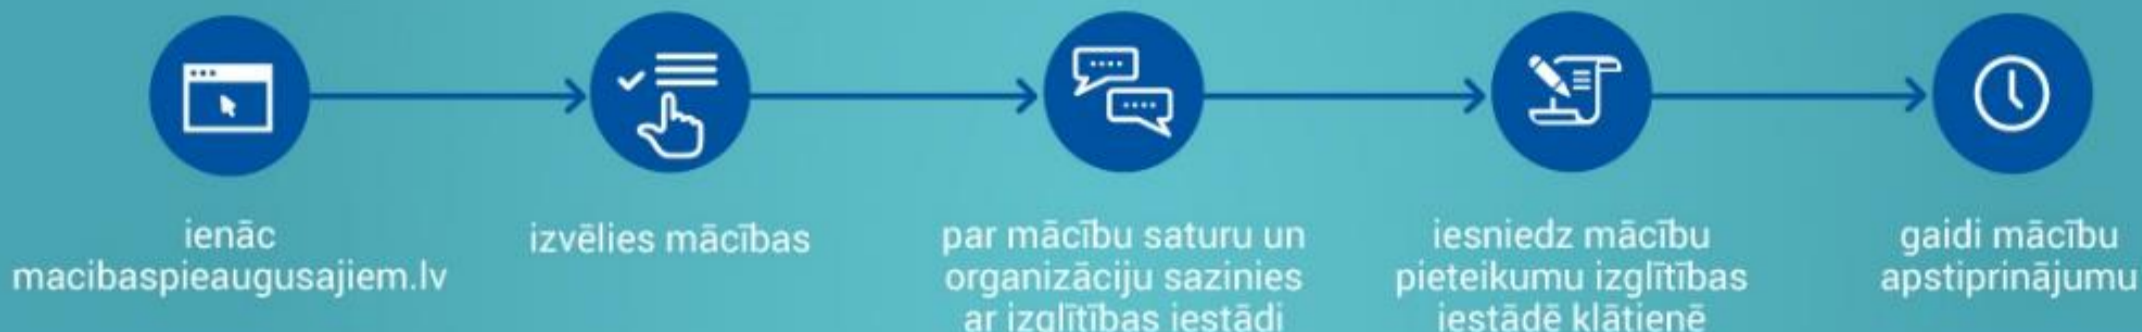 ienāc
macibaspieaugusajiem.lv
izvēlies mācības
par mācību saturu un
organizāciju sazinies
ar izglītības iestādi
iesniedz mācību
pieteikumu izglītības
iestādē klātienē
gaidi mācību
apstiprinājumu